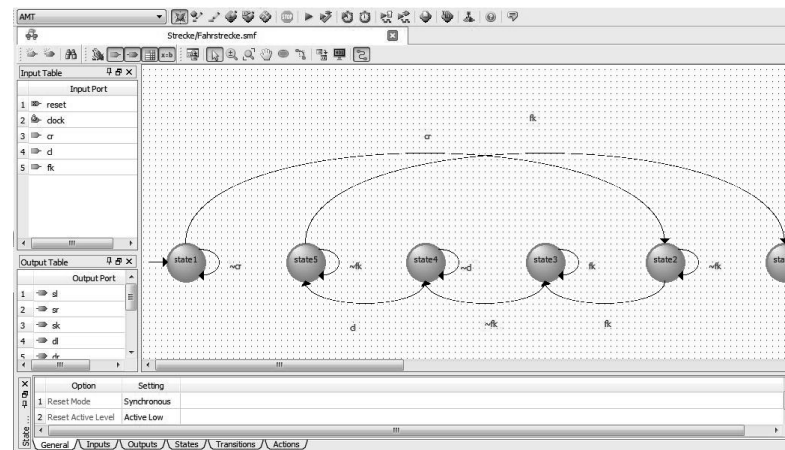 AMT
Strecke/Fahrstrecke.smf
Input Table
Input Port
1 reset
2 clock
3 cr
4 cl
5 fk
Output Table
Output Port
1 sl
2 sr
3 sk
4 dl
5 dr
cr
fk
state1
~cr
state5
~fk
state4
~cl
state3
fk
state2
~fk
sta
cl
~fk
fk
Option Setting
1 Reset Mode Synchronous
2 Reset Active Level Active Low
State
General Inputs Outputs States Transitions Actions